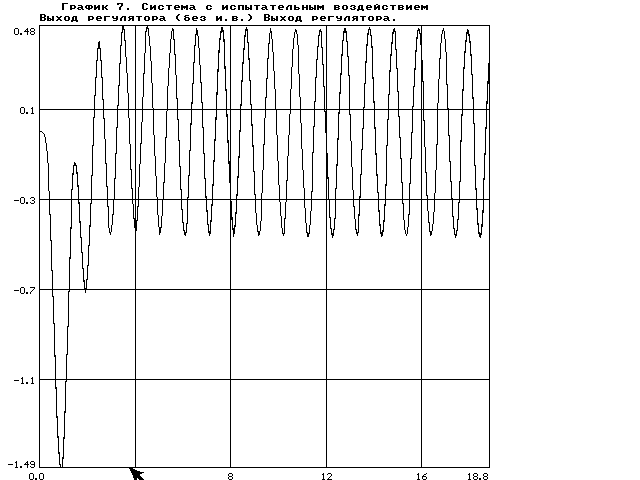 График 7. Система с испытательным воздействием
Выход регулятора (без и.в.) Выход регулятора.
0.48
0.1
-0.3
-0.7
-1.1
-1.49
0.0 8 12 16 18.8